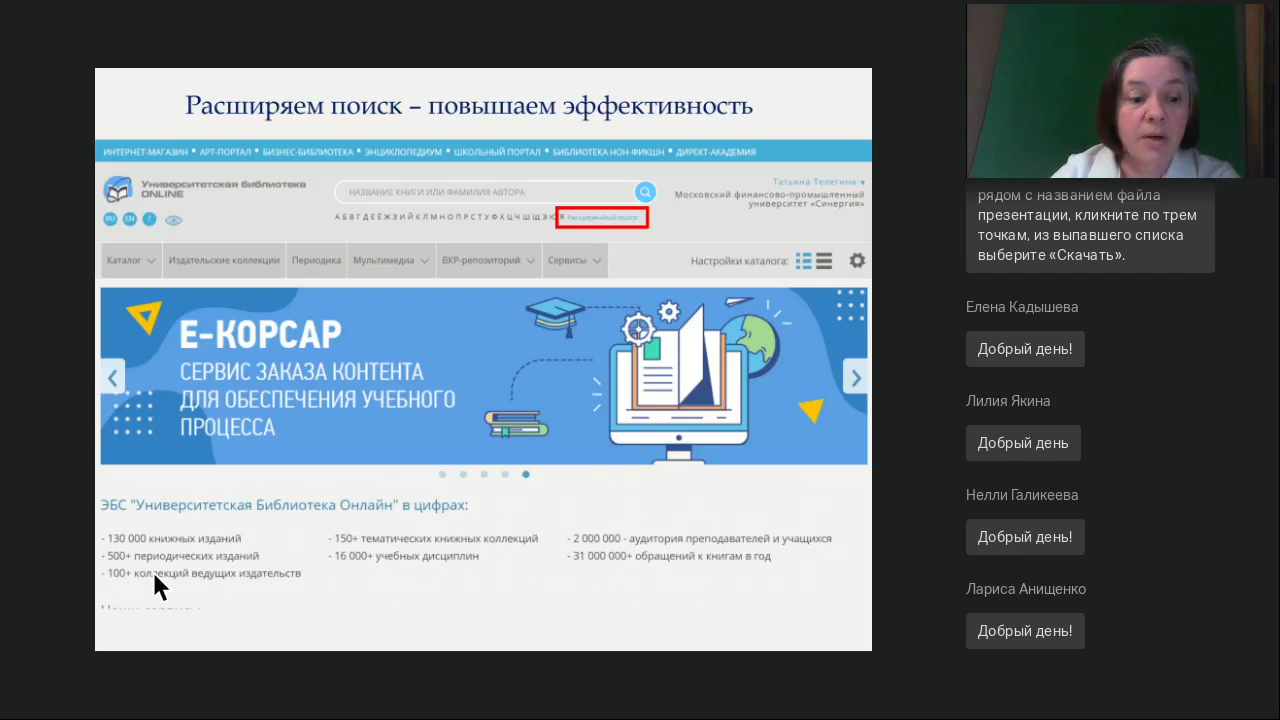 Расширяем поиск – повышаем эффективность
ИНТЕРНЕТ-МАГАЗИН • АРТ-ПОРТАЛ • БИЗНЕС-БИБЛИОТЕКА • ЭНЦИКЛОПЕДИУМ • ШКОЛЬНЫЙ ПОРТАЛ • БИБЛИОТЕКА НОН-ФИКШН • ДИРЕКТ-АКАДЕМИЯ
Университетская библиотека
ONLINE
НАЗВАНИЕ КНИГИ ИЛИ ФАМИЛИЯ АВТОРА
Татьяна Телегина
Московский финансово-промышленный
университет «Синергия»
RU EN ?
А Б В Г Д Е Ё Ж З И Й К Л М Н О П Р С Т У Ф Х Ц Ч Ш Щ Э Ю Я Расширенный поиск
Каталог
Издательские коллекции
Периодика
Мультимедиа
ВКР-репозиторий
Сервисы
Настройки каталога:
Е-КОРСАР
СЕРВИС ЗАКАЗА КОНТЕНТА
ДЛЯ ОБЕСПЕЧЕНИЯ УЧЕБНОГО
ПРОЦЕССА
ЭБС "Университетская Библиотека Онлайн" в цифрах:
- 130 000 книжных изданий
- 500+ периодических изданий
- 100+ коллекций ведущих издательств
- 150+ тематических книжных коллекций
- 16 000+ учебных дисциплин
- 2 000 000 - аудитория преподавателей и учащихся
- 31 000 000+ обращений к книгам в год
рядом с названием файла
презентации, кликните по трем
точкам, из выпавшего списка
выберите «Скачать».
Елена Кадышева
Добрый день!
Лилия Якина
Добрый день
Нелли Галикеева
Добрый день!
Лариса Анищенко
Добрый день!